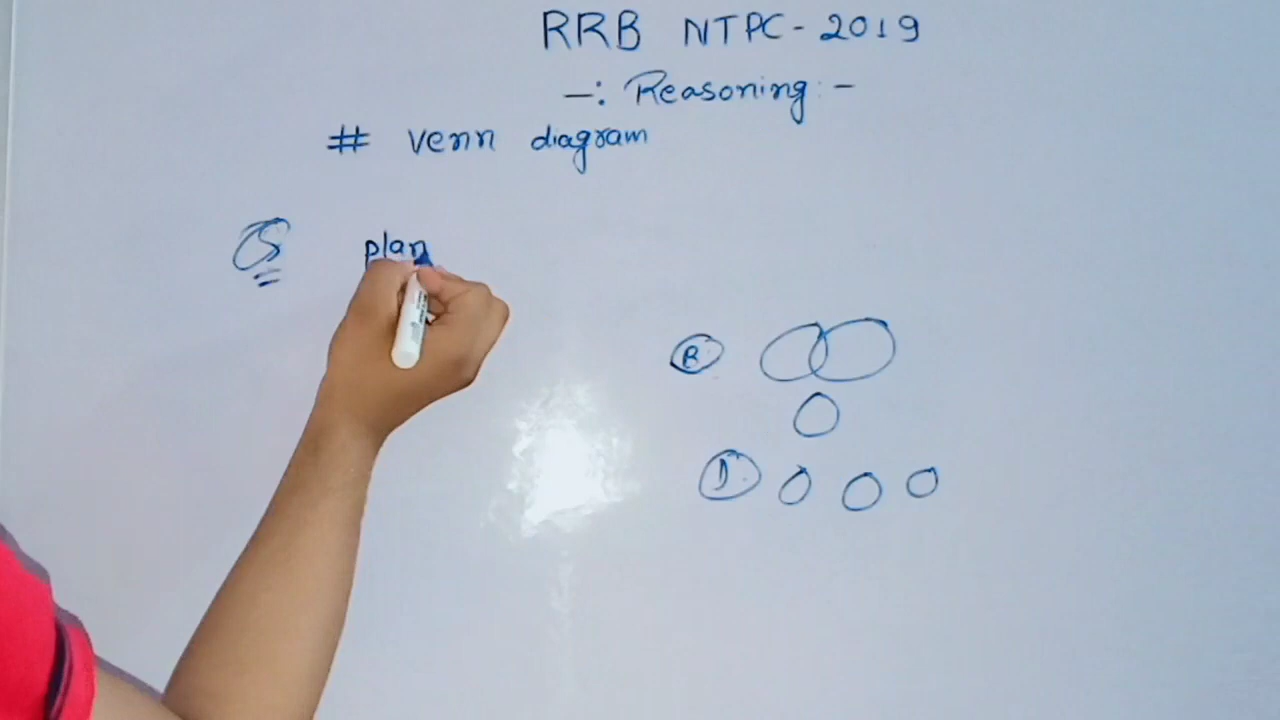 RRB NTPC-2019
-: Reasoning:-
# venn diagram
Q plan
B
D